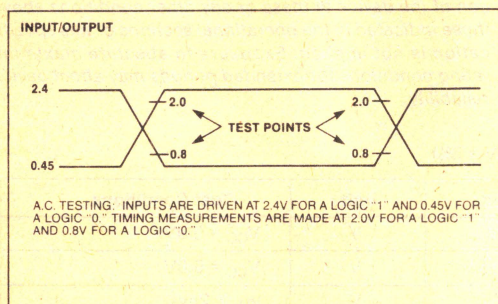 INPUT/OUTPUT
2.4
2.0
2.0
TEST POINTS
0.8
0.8
0.45
A.C. TESTING: INPUTS ARE DRIVEN AT 2.4V FOR A LOGIC "1" AND 0.45V FOR
A LOGIC "0." TIMING MEASUREMENTS ARE MADE AT 2.0V FOR A LOGIC "1"
AND 0.8V FOR A LOGIC "0."